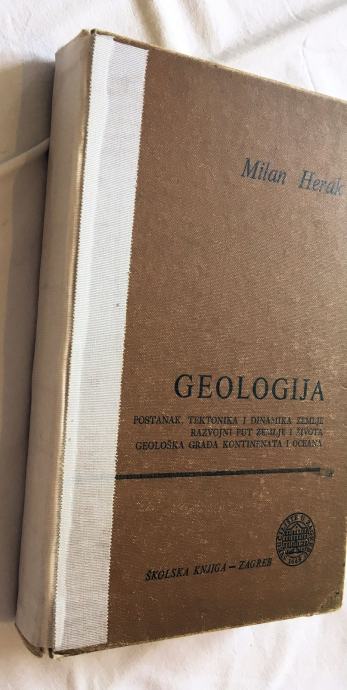 Milan Herak
GEOLOGIJA
POSTANAK, TEKTONIKA I DINAMIKA ZEMLJE
RAZVOJNI PUT ZEMLJE I ŽIVOTA
GEOLOŠKA GRAĐA KONTINENATA I OCEANA
ŠKOLSKA KNJIGA – ZAGREB